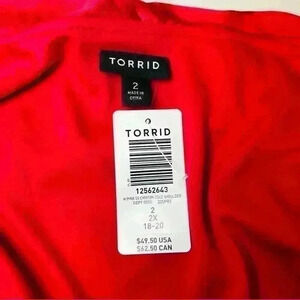 TORRID
2
MADE IN
CHINA
TORRID
12562643
2
2X
18-20
$49.50 USA
$62.50 CAN